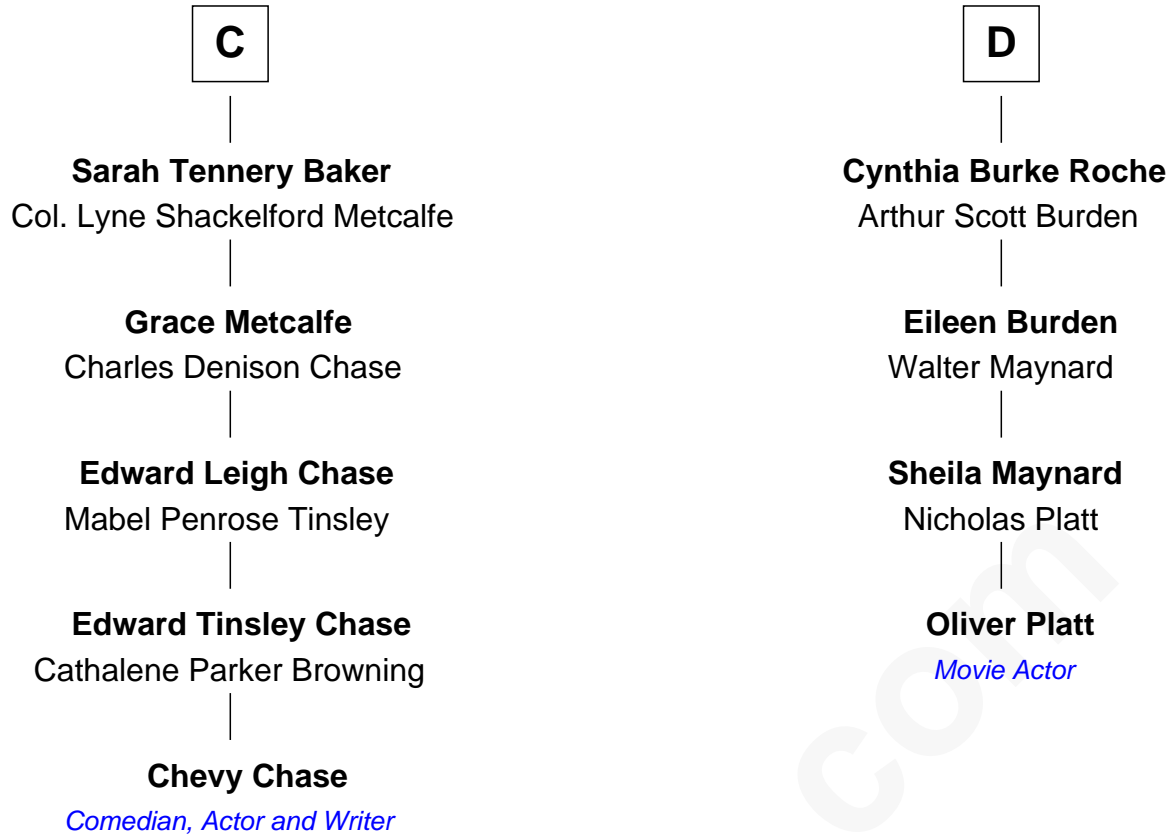 C
Sarah Tennery Baker
Col. Lyne Shackelford Metcalfe
Grace Metcalfe
Charles Denison Chase
Edward Leigh Chase
Mabel Penrose Tinsley
Edward Tinsley Chase
Cathalene Parker Browning
Chevy Chase
Comedian, Actor and Writer
D
Cynthia Burke Roche
Arthur Scott Burden
Eileen Burden
Walter Maynard
Sheila Maynard
Nicholas Platt
Oliver Platt
Movie Actor
com